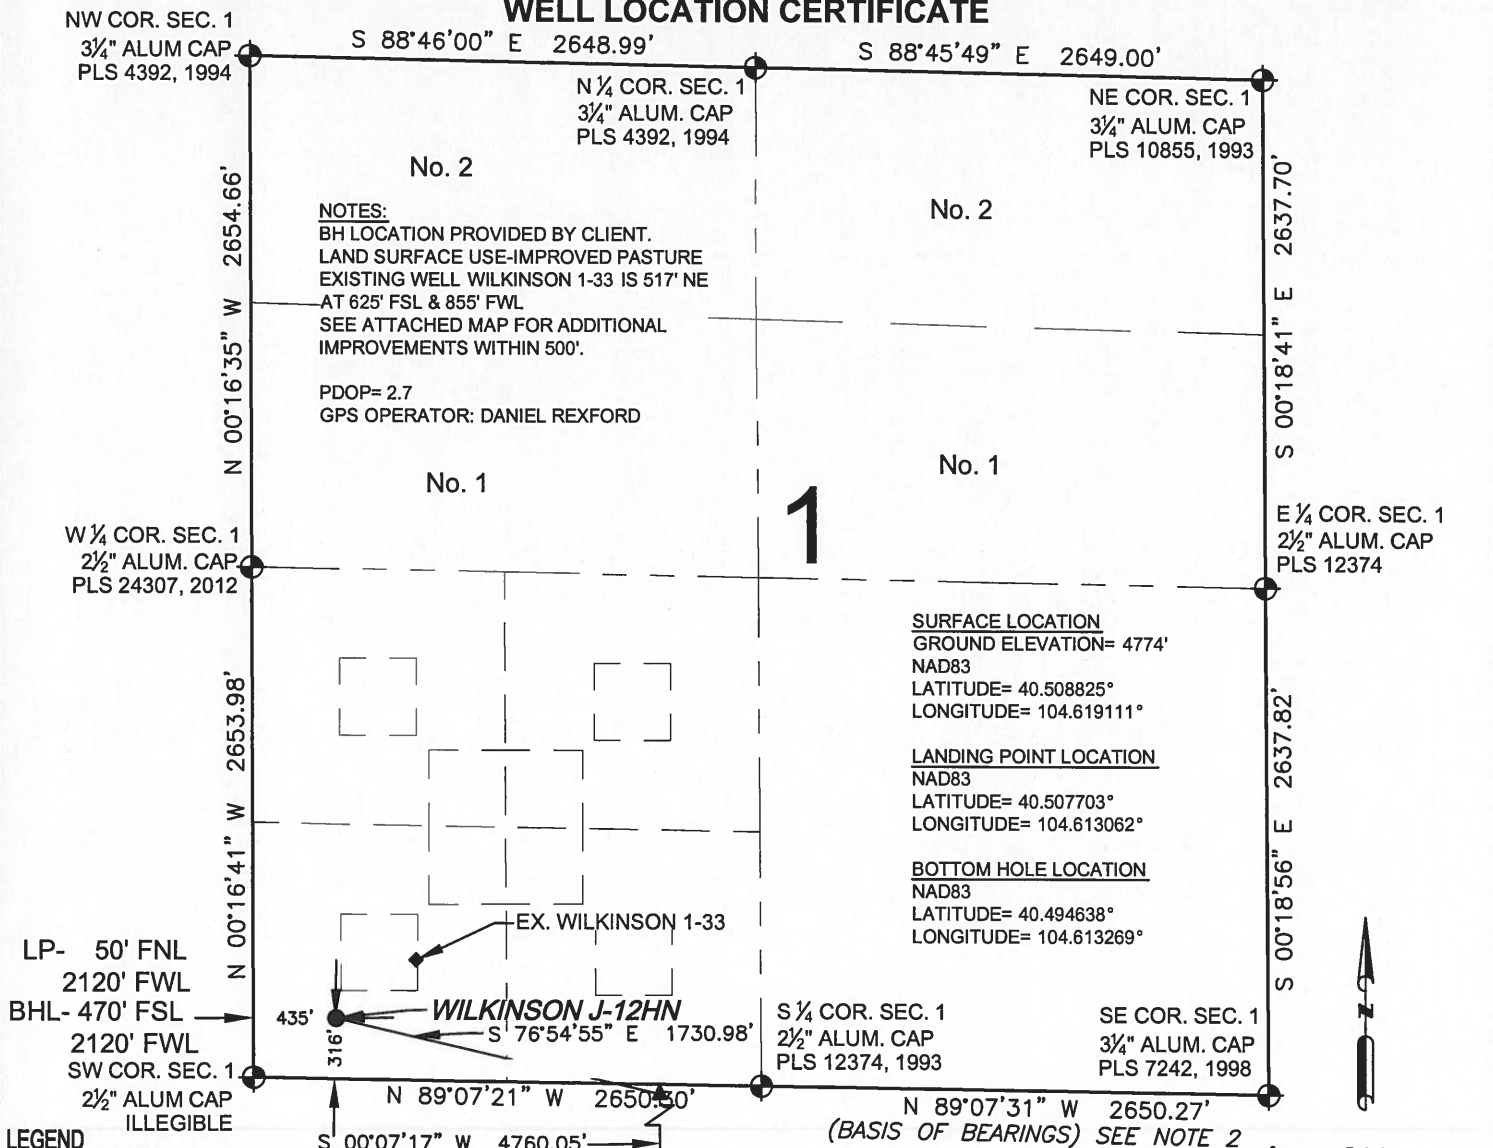 WELL LOCATION CERTIFICATE
NW COR. SEC. 1
3¼" ALUM CAP
PLS 4392, 1994
S 88°46'00" E 2648.99'
S 88°45'49" E 2649.00'
N ¼ COR. SEC. 1
3¼" ALUM. CAP
PLS 4392, 1994
NE COR. SEC. 1
3¼" ALUM. CAP
PLS 10855, 1993
No. 2
No. 2
NOTES:
BH LOCATION PROVIDED BY CLIENT.
LAND SURFACE USE-IMPROVED PASTURE
EXISTING WELL WILKINSON 1-33 IS 517' NE
AT 625' FSL & 855' FWL
SEE ATTACHED MAP FOR ADDITIONAL
IMPROVEMENTS WITHIN 500'.
PDOP= 2.7
GPS OPERATOR: DANIEL REXFORD
N 00°16'35" W 2654.66'
S 00°18'41" E 2637.70'
No. 1
No. 1
1
W ¼ COR. SEC. 1
2½" ALUM. CAP
PLS 24307, 2012
E ¼ COR. SEC. 1
2½" ALUM. CAP
PLS 12374
SURFACE LOCATION
GROUND ELEVATION= 4774'
NAD83
LATITUDE= 40.508825°
LONGITUDE= 104.619111°
LANDING POINT LOCATION
NAD83
LATITUDE= 40.507703°
LONGITUDE= 104.613062°
BOTTOM HOLE LOCATION
NAD83
LATITUDE= 40.494638°
LONGITUDE= 104.613269°
N 00°16'41" W 2653.98'
S 00°18'56" E 2637.82'
EX. WILKINSON 1-33
LP- 50' FNL
2120' FWL
BHL- 470' FSL
2120' FWL
435'
316'
WILKINSON J-12HN
S 76°54'55" E 1730.98'
SW COR. SEC. 1
2½" ALUM CAP
ILLEGIBLE
S ¼ COR. SEC. 1
2½" ALUM. CAP
PLS 12374, 1993
SE COR. SEC. 1
3¼" ALUM. CAP
PLS 7242, 1998
N
N 89°07'21" W 2650.30'
N 89°07'31" W 2650.27'
(BASIS OF BEARINGS) SEE NOTE 2
LEGEND
S 00°07'17" W 4760.05'